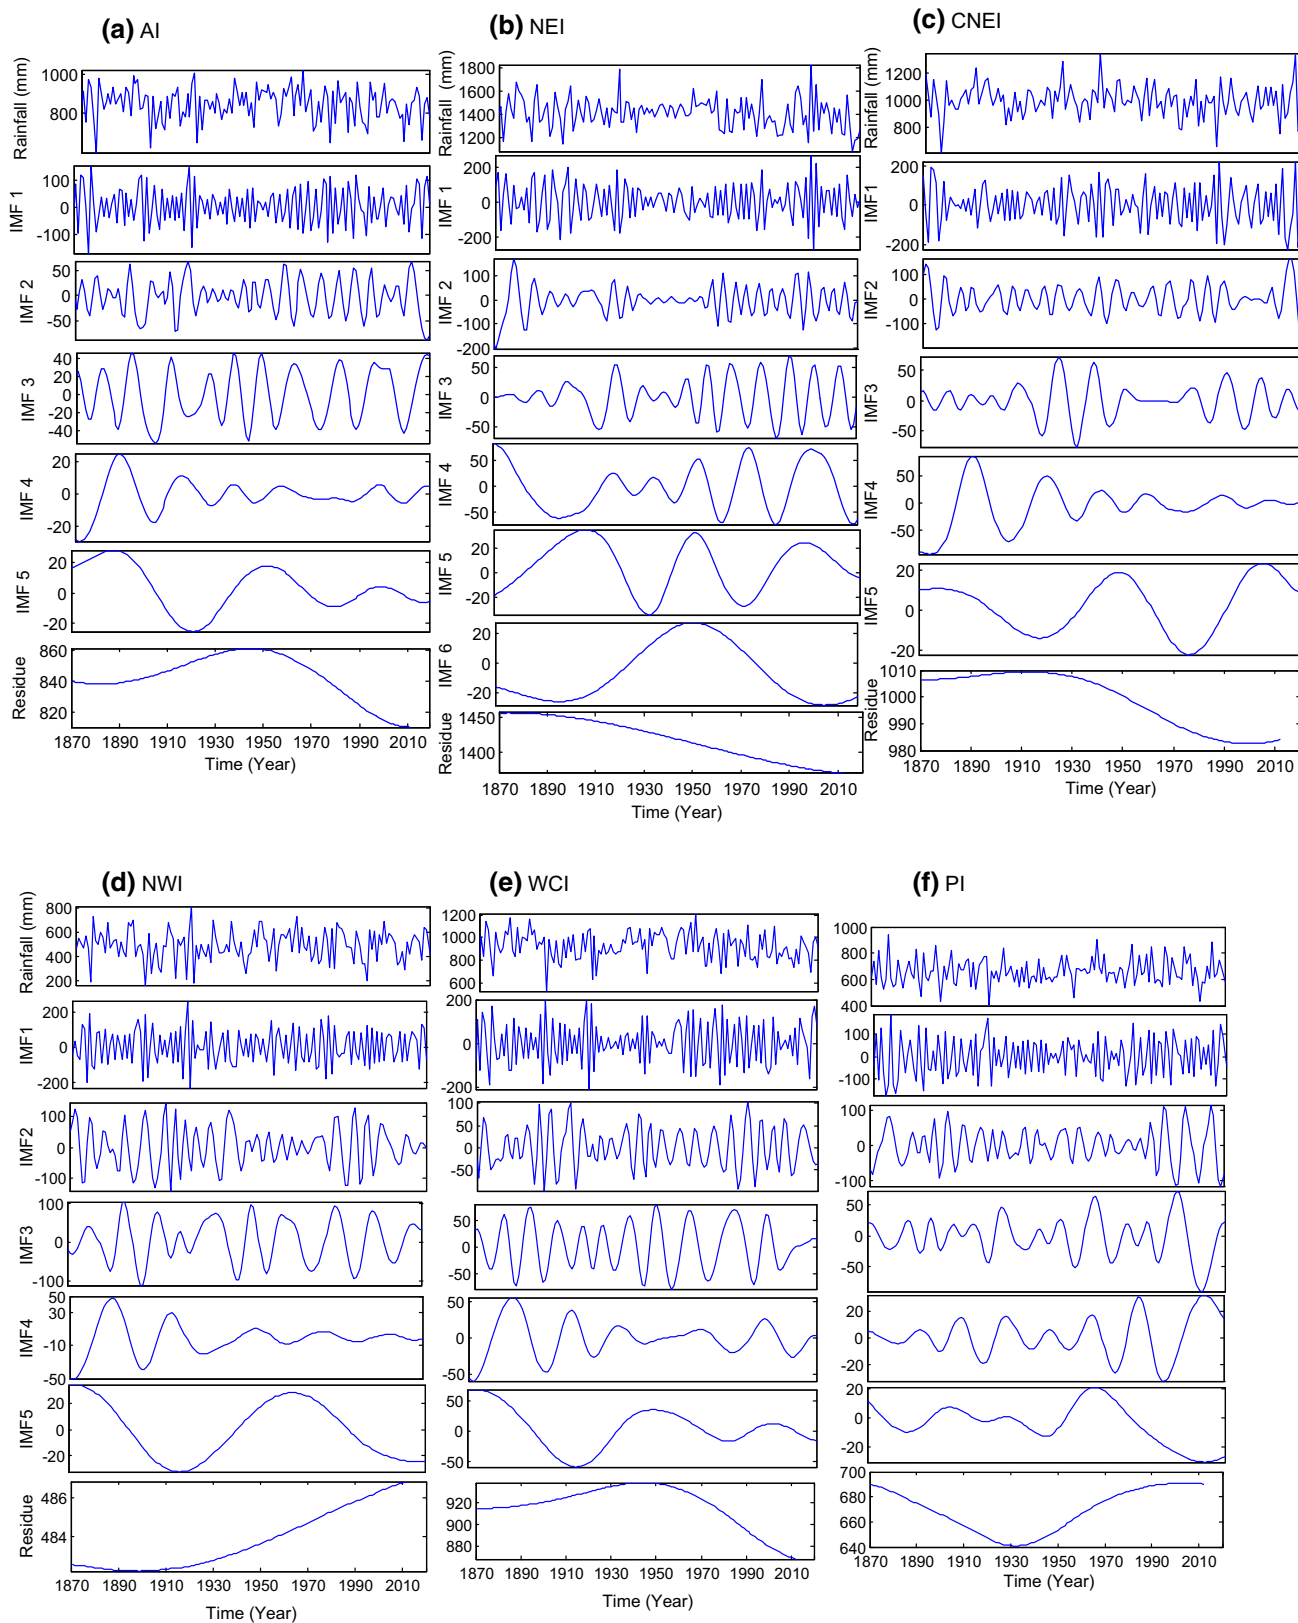 (a) AI
Rainfall (mm)
1000
800
IMF 1
100
0
-100
IMF 2
50
0
-50
IMF 3
40
20
0
-20
-40
IMF 4
20
0
-20
IMF 5
20
0
-20
Residue
860
840
820
1870 1890 1910 1930 1950 1970 1990 2010
Time (Year)
(b) NEI
Rainfall (mm)
1800
1600
1400
1200
IMF 1
200
0
-200
IMF 2
100
0
-100
-200
IMF 3
50
0
-50
IMF 4
50
0
-50
IMF 5
20
0
-20
IMF 6
20
0
-20
Residue
1450
1400
1870 1890 1910 1930 1950 1970 1990 2010
Time (Year)
(c) CNEI
Rainfall (mm)
1200
1000
800
IMF1
200
0
-200
IMF2
100
0
-100
IMF3
50
0
-50
IMF4
50
0
-50
IMF5
20
0
-20
Residue
1010
1000
990
980
1870 1890 1910 1930 1950 1970 1990 2010
Time (Year)
(d) NWI
Rainfall (mm)
800
600
400
200
IMF1
200
0
-200
IMF2
100
0
-100
IMF3
100
0
-100
IMF4
50
30
-10
-50
IMF5
20
0
-20
Residue
486
484
1870 1890 1910 1930 1950 1970 1990 2010
Time (Year)
(e) WCI
1200
1000
800
600
200
0
-200
100
50
0
-50
50
0
-50
50
0
-50
50
0
-50
920
900
880
1870 1890 1910 1930 1950 1970 1990 2010
Time (Year)
(f) PI
1000
800
600
400
100
0
-100
100
0
-100
50
0
-50
20
0
-20
20
0
-20
700
680
660
640
1870 1890 1910 1930 1950 1970 1990 2010
Time (Year)